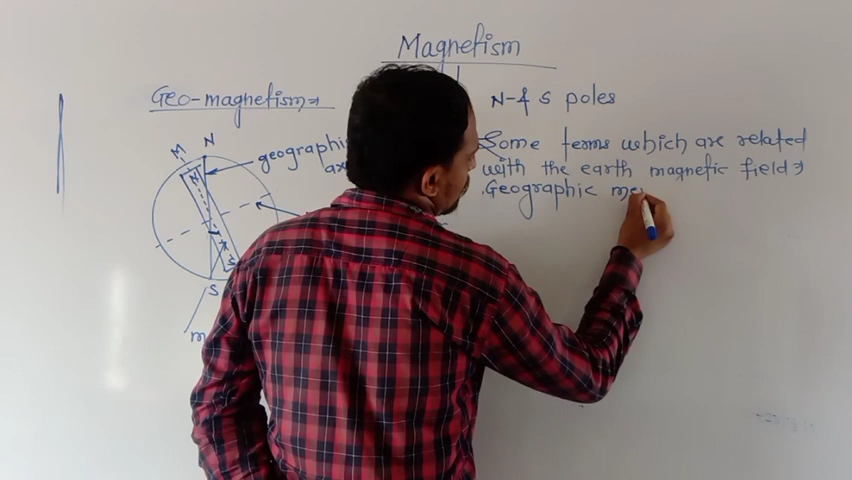 Magnetism
Geo-magnetism⇒
N-& S poles
M
N
geographic
ax
N
S
S
m
Some terms which are related
with the earth magnetic field⇒
Geographic me